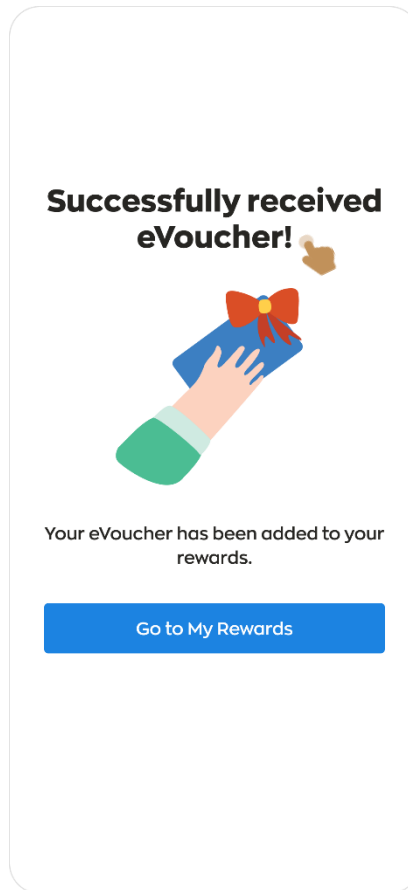 Successfully received
eVoucher!
Your eVoucher has been added to your
rewards.
Go to My Rewards